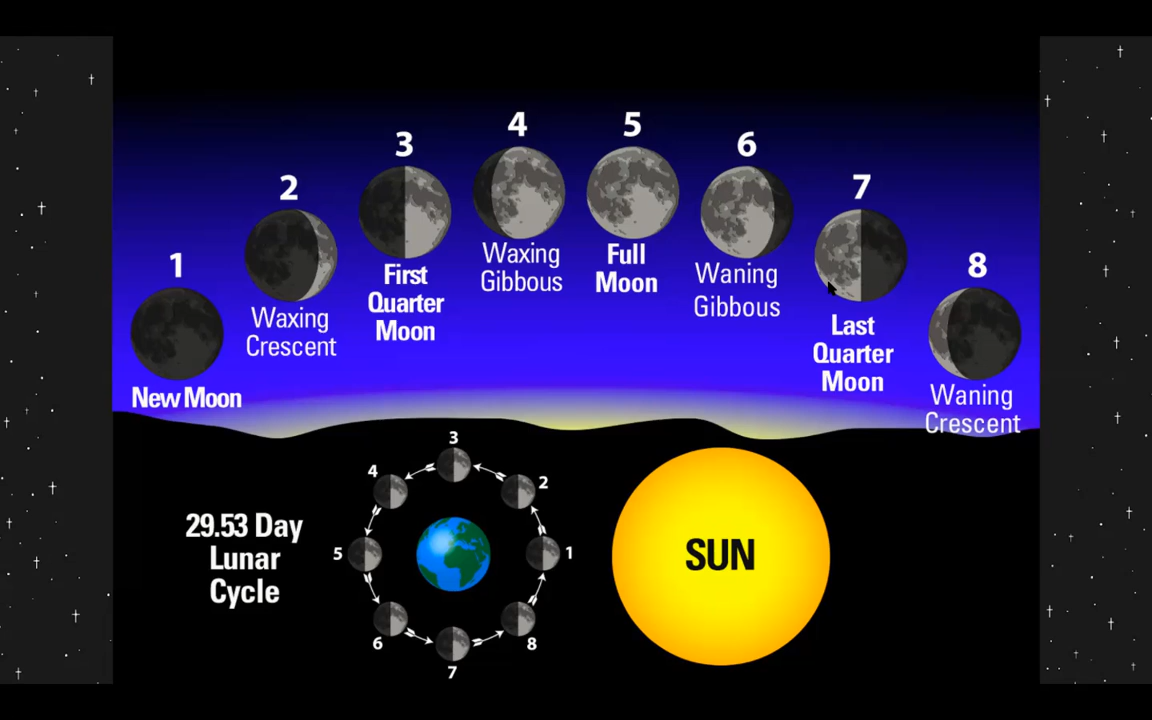 1
New Moon
2
Waxing
Crescent
3
First
Quarter
Moon
4
Waxing
Gibbous
5
Full
Moon
6
Waning
Gibbous
7
Last
Quarter
Moon
8
Waning
Crescent
29.53 Day
Lunar
Cycle
3
4
2
5
1
6
8
7
SUN